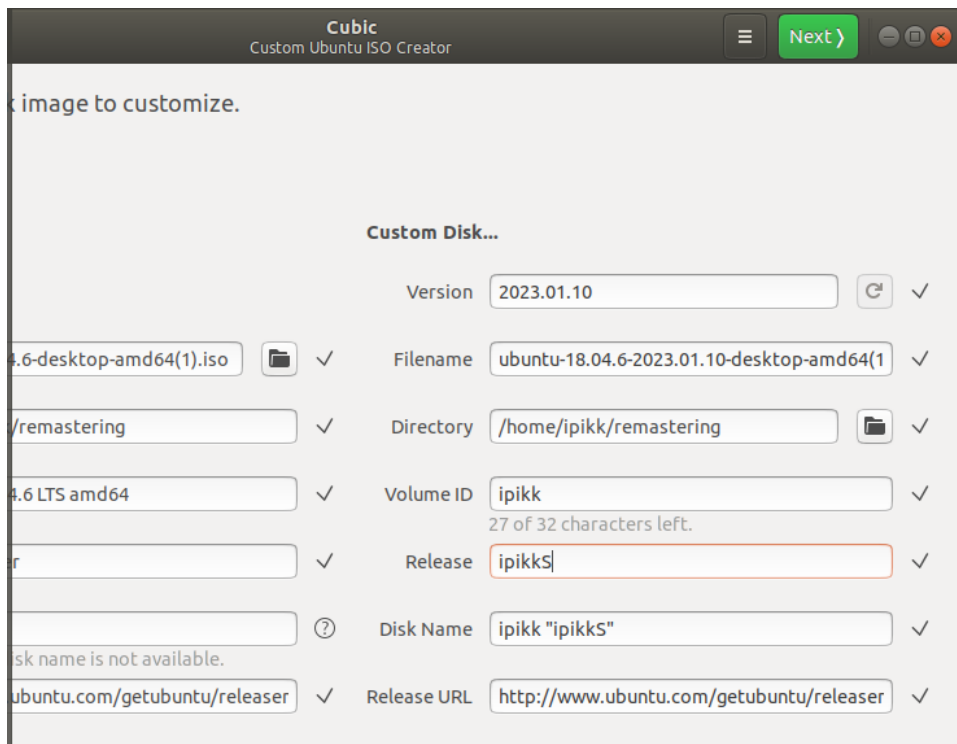 Cubic
Custom Ubuntu ISO Creator
Next
image to customize.
Custom Disk...
Version 2023.01.10
4.6-desktop-amd64(1).iso Filename ubuntu-18.04.6-2023.01.10-desktop-amd64(1
/remastering Directory /home/ipikk/remastering
4.6 LTS amd64 Volume ID ipikk
27 of 32 characters left.
r Release ipikkS
? Disk Name ipikk "ipikkS"
isk name is not available.
ubuntu.com/getubuntu/releaser Release URL http://www.ubuntu.com/getubuntu/releaser